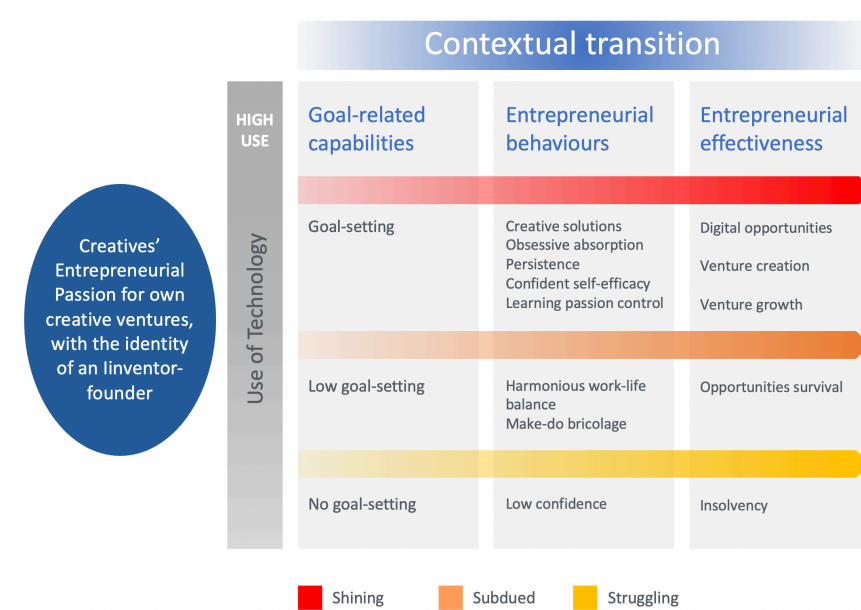 Contextual transition
HIGH
USE
Use of Technology
Goal-related
capabilities
Entrepreneurial
behaviours
Entrepreneurial
effectiveness
Creatives’
Entrepreneurial
Passion for own
creative ventures,
with the identity
of an Iinventor-
founder
Goal-setting
Creative solutions
Obsessive absorption
Persistence
Confident self-efficacy
Learning passion control
Digital opportunities
Venture creation
Venture growth
Low goal-setting
Harmonious work-life
balance
Make-do bricolage
Opportunities survival
No goal-setting
Low confidence
Insolvency
Shining
Subdued
Struggling